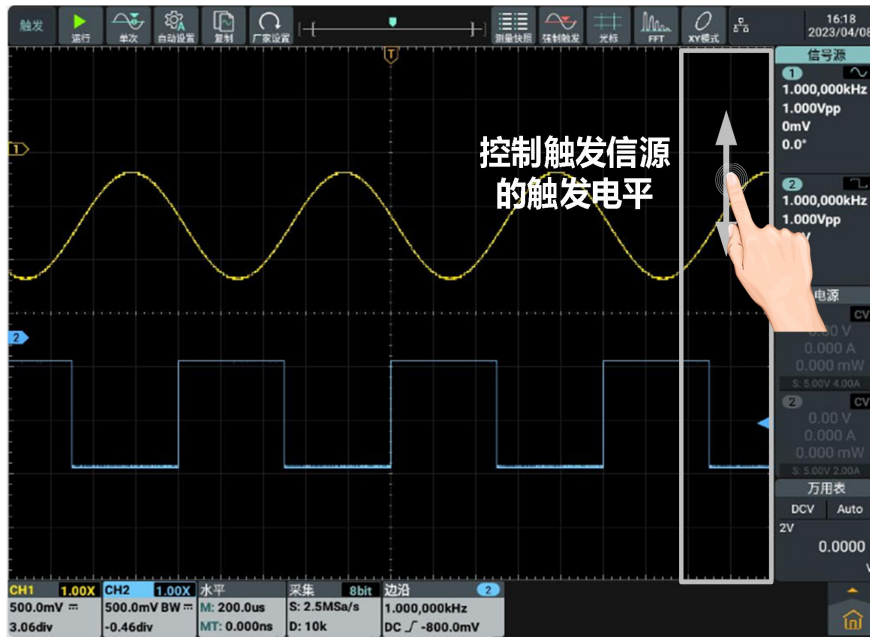 触发
运行
单次
自动设置
复制
厂家设置
测量快照
强制触发
光标
FFT
XY模式
16:18
2023/04/08
T
信号源
1
1.000,000kHz
1.000Vpp
0mV
0.0°
2
1.000,000kHz
1.000Vpp
控制触发信源
的触发电平
1
2
电源
CV
0.00 V
0.000 A
0.000 mW
S: 5.00V 4.00A
2
CV
0.00 V
0.000 A
0.000 mW
S: 5.00V 2.00A
万用表
DCV Auto
2V
0.0000
V
CH1 1.00X CH2 1.00X 水平 采集 8bit 边沿 2
500.0mV 500.0mV BW M: 200.0us S: 2.5MSa/s 1.000,000kHz
3.06div -0.46div MT: 0.000ns D: 10k DC -800.0mV